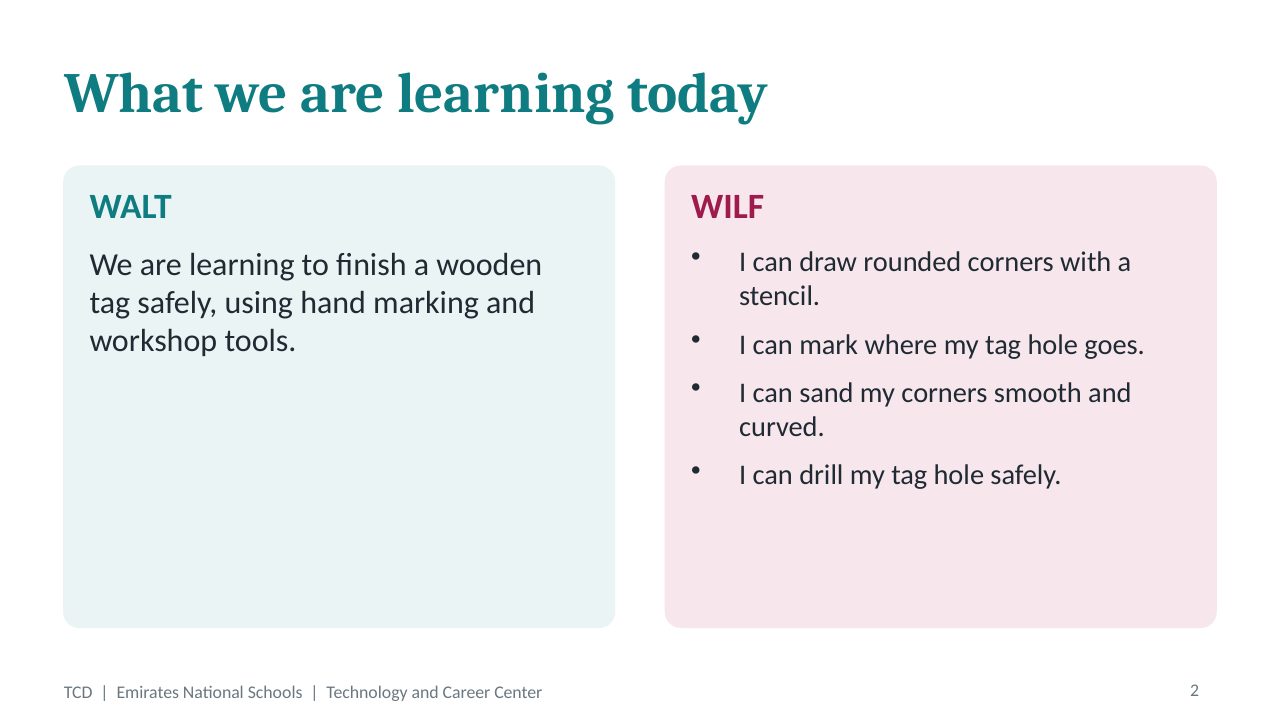 What we are learning today
WALT
We are learning to finish a wooden
tag safely, using hand marking and
workshop tools.
WILF
• I can draw rounded corners with a
stencil.
• I can mark where my tag hole goes.
• I can sand my corners smooth and
curved.
• I can drill my tag hole safely.
TCD | Emirates National Schools | Technology and Career Center
2